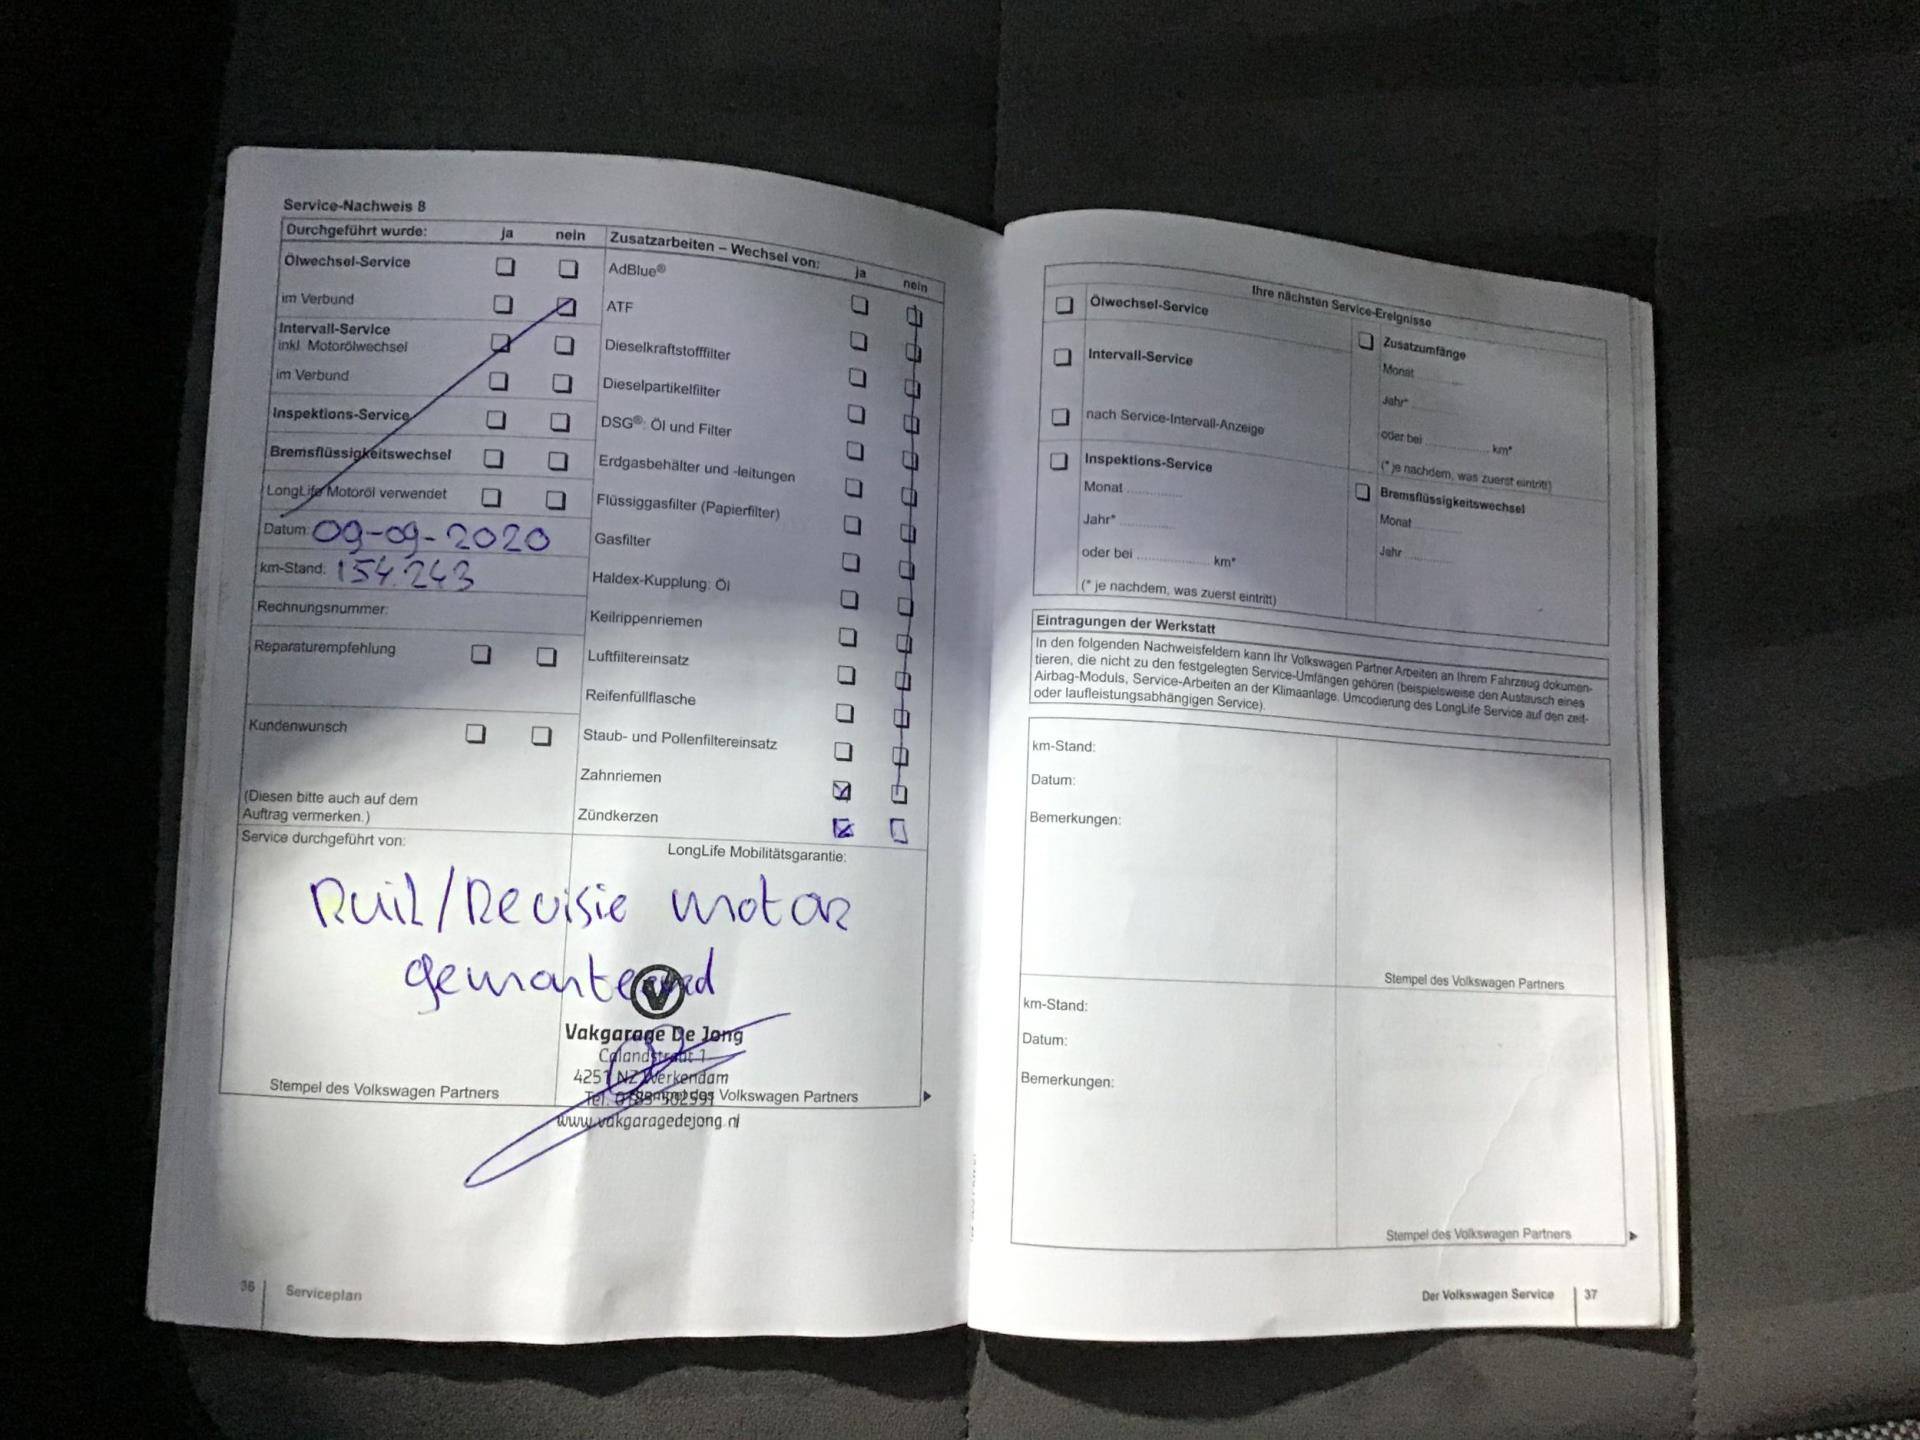 Service-Nachweis 8
Durchgeführt wurde: ja nein
Ölwechsel-Service
im Verbund
Intervall-Service
inkl. Motorölwechsel
im Verbund
Inspektions-Service
Bremsflüssigkeitswechsel
LongLife Motoröl verwendet
Datum: 09-09-2020
km-Stand: 154.243
Rechnungsnummer:
Reparaturempfehlung
Kundenwunsch
(Diesen bitte auch auf dem
Auftrag vermerken.)
Zusatzarbeiten – Wechsel von: ja nein
AdBlue®
ATF
Dieselkraftstofffilter
Dieselpartikelfilter
DSG®: Öl und Filter
Erdgasbehälter und -leitungen
Flüssiggasfilter (Papierfilter)
Gasfilter
Haldex-Kupplung: Öl
Keilrippenriemen
Luftfiltereinsatz
Reifenfüllflasche
Staub- und Pollenfiltereinsatz
Zahnriemen
Zündkerzen
Service durchgeführt von:
LongLife Mobilitätsgarantie:
Ruil/Revisie motor
gemonteerd
Vakgarage De Jong
Calandstraat 1
4251 NZ Werkendam
Tel. 0183-502591
www.vakgaragedejong.nl
Stempel des Volkswagen Partners
Stempel des Volkswagen Partners
36 Serviceplan
Ihre nächsten Service-Ereignisse
Ölwechsel-Service
Intervall-Service
nach Service-Intervall-Anzeige
Inspektions-Service
Monat ............
Jahr* ............
oder bei ................ km*
(* je nachdem, was zuerst eintritt)
Zusatzumfänge
Monat ............
Jahr* ............
oder bei ................ km*
(* je nachdem, was zuerst eintritt)
Bremsflüssigkeitswechsel
Monat ............
Jahr ............
Eintragungen der Werkstatt
In den folgenden Nachweisfeldern kann Ihr Volkswagen Partner Arbeiten an Ihrem Fahrzeug dokumen-
tieren, die nicht zu den festgelegten Service-Umfängen gehören (beispielsweise den Austausch eines
Airbag-Moduls, Service-Arbeiten an der Klimaanlage, Umcodierung des LongLife Service auf den zeit-
oder laufleistungsabhängigen Service).
km-Stand:
Datum:
Bemerkungen:
Stempel des Volkswagen Partners
km-Stand:
Datum:
Bemerkungen:
Stempel des Volkswagen Partners
Der Volkswagen Service 37